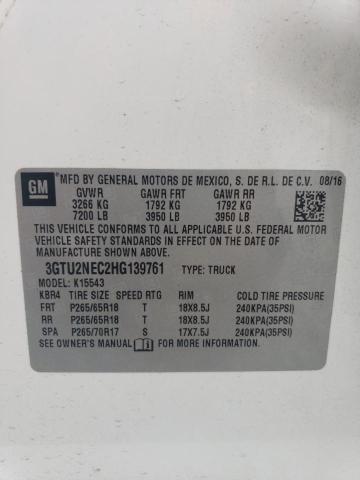 GM
MFD BY GENERAL MOTORS DE MEXICO, S. DE R.L. DE C.V. 08/16
GVWR GAWR FRT GAWR RR
3266 KG 1792 KG 1792 KG
7200 LB 3950 LB 3950 LB
THIS VEHICLE CONFORMS TO ALL APPLICABLE U.S. FEDERAL MOTOR
VEHICLE SAFETY STANDARDS IN EFFECT ON THE DATE OF
MANUFACTURE SHOWN ABOVE.
3GTU2NEC2HG139761 TYPE: TRUCK
MODEL: K15543
KBR4 TIRE SIZE SPEED RTG RIM COLD TIRE PRESSURE
FRT P265/65R18 T 18X8.5J 240KPA(35PSI)
RR P265/65R18 T 18X8.5J 240KPA(35PSI)
SPA P265/70R17 S 17X7.5J 240KPA(35PSI)
SEE OWNER'S MANUAL FOR MORE INFORMATION.